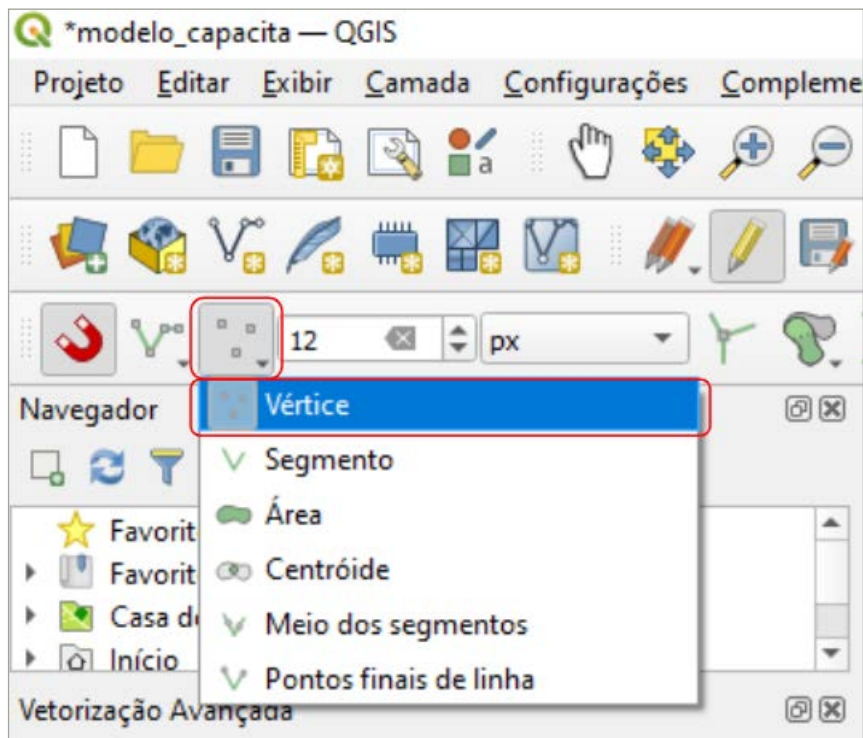 *modelo_capacita — QGIS
Projeto Editar Exibir Camada Configurações Compleme
a
12 px
Navegador
Vértice
Segmento
Favorit
Área
Favorit
Centróide
Casa de
Meio dos segmentos
Início
Pontos finais de linha
Vetorização Avançada